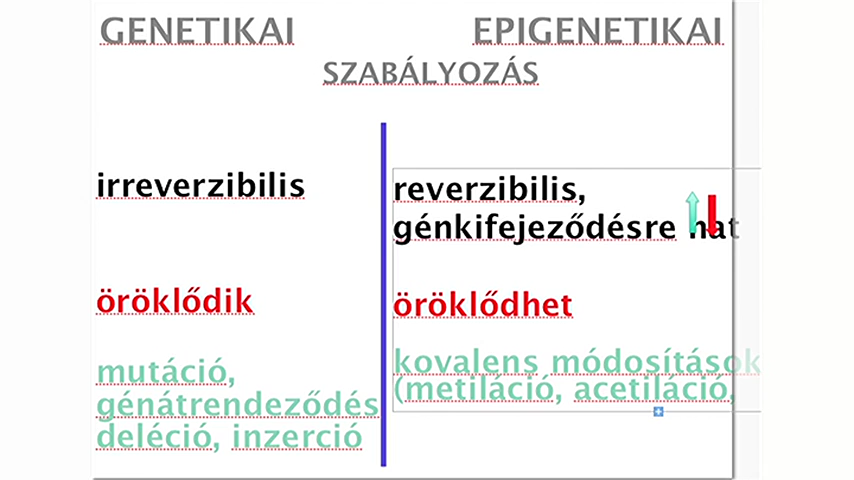 GENETIKAI
EPIGENETIKAI
SZABÁLYOZÁS
irreverzibilis
öröklődik
mutáció,
génátrendeződés
deléció, inzerció
reverzibilis,
génkifejeződésre hat
öröklődhet
kovalens módosítások
(metiláció, acetiláció,